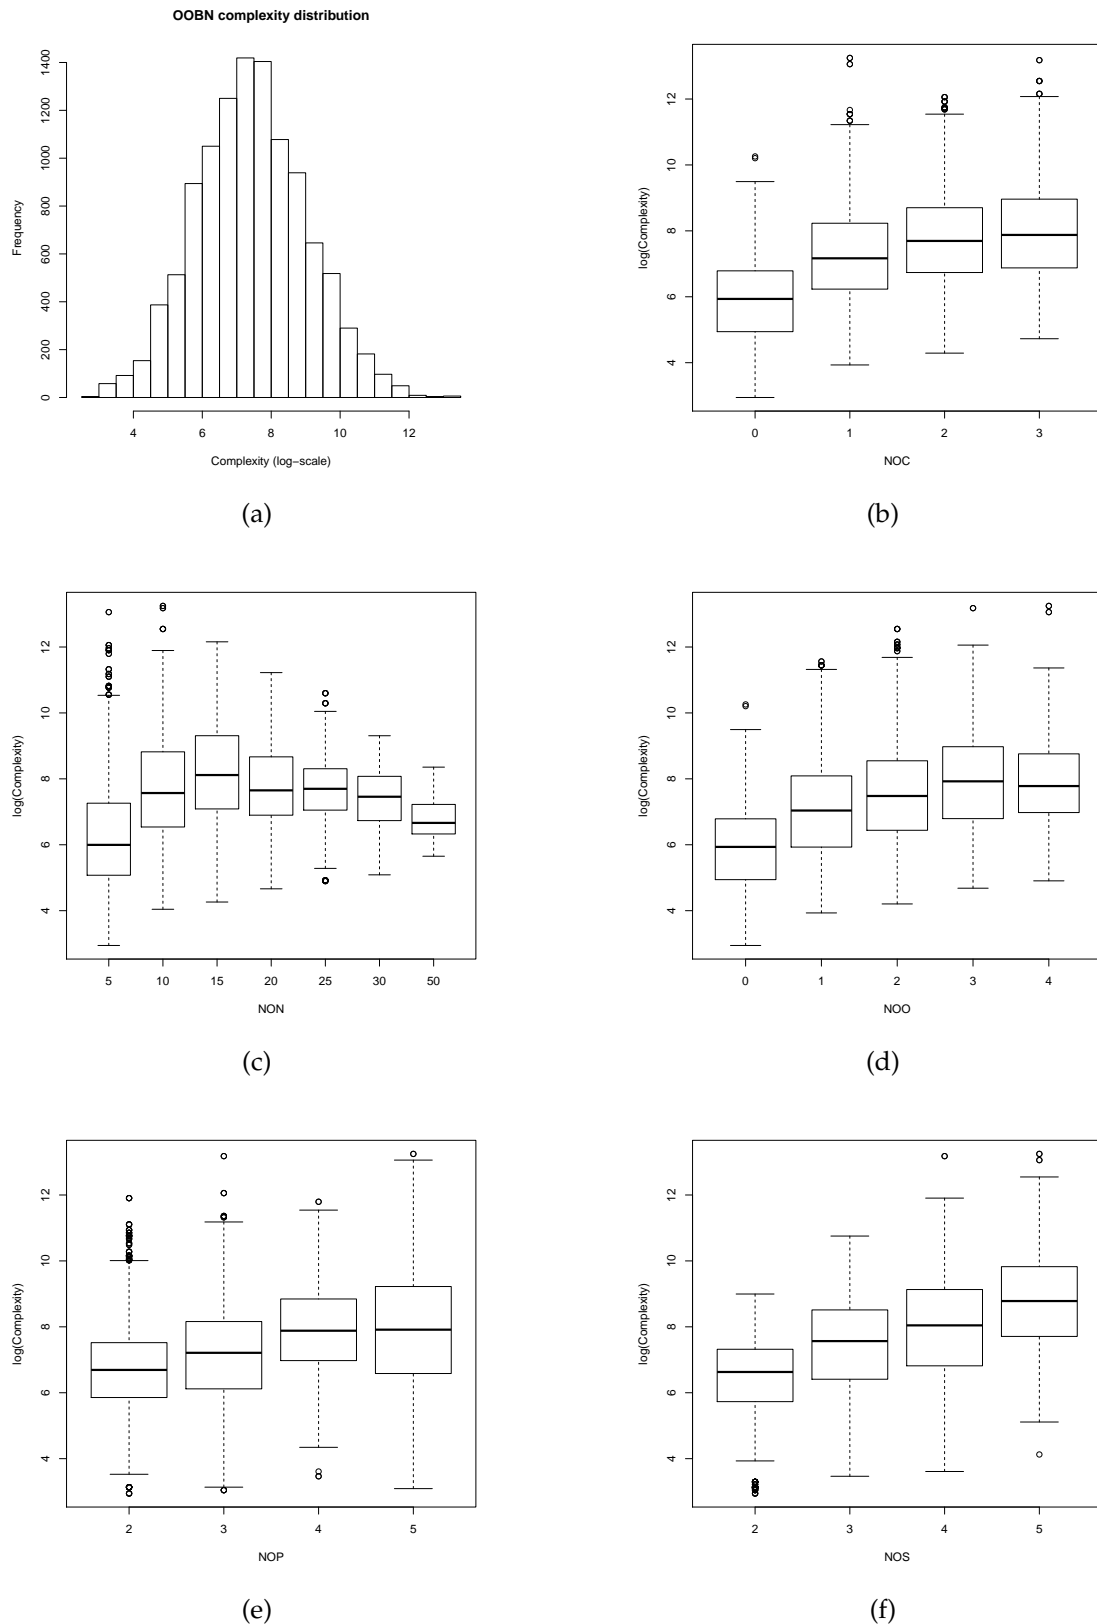 OOBN complexity distribution
Frequency
0 200 400 600 800 1000 1200 1400
4 6 8 10 12
Complexity (log−scale)
(a)
log(Complexity)
4 6 8 10 12
0 1 2 3
NOC
(b)
log(Complexity)
4 6 8 10 12
5 10 15 20 25 30 50
NON
(c)
log(Complexity)
4 6 8 10 12
0 1 2 3 4
NOO
(d)
log(Complexity)
4 6 8 10 12
2 3 4 5
NOP
(e)
log(Complexity)
4 6 8 10 12
2 3 4 5
NOS
(f)